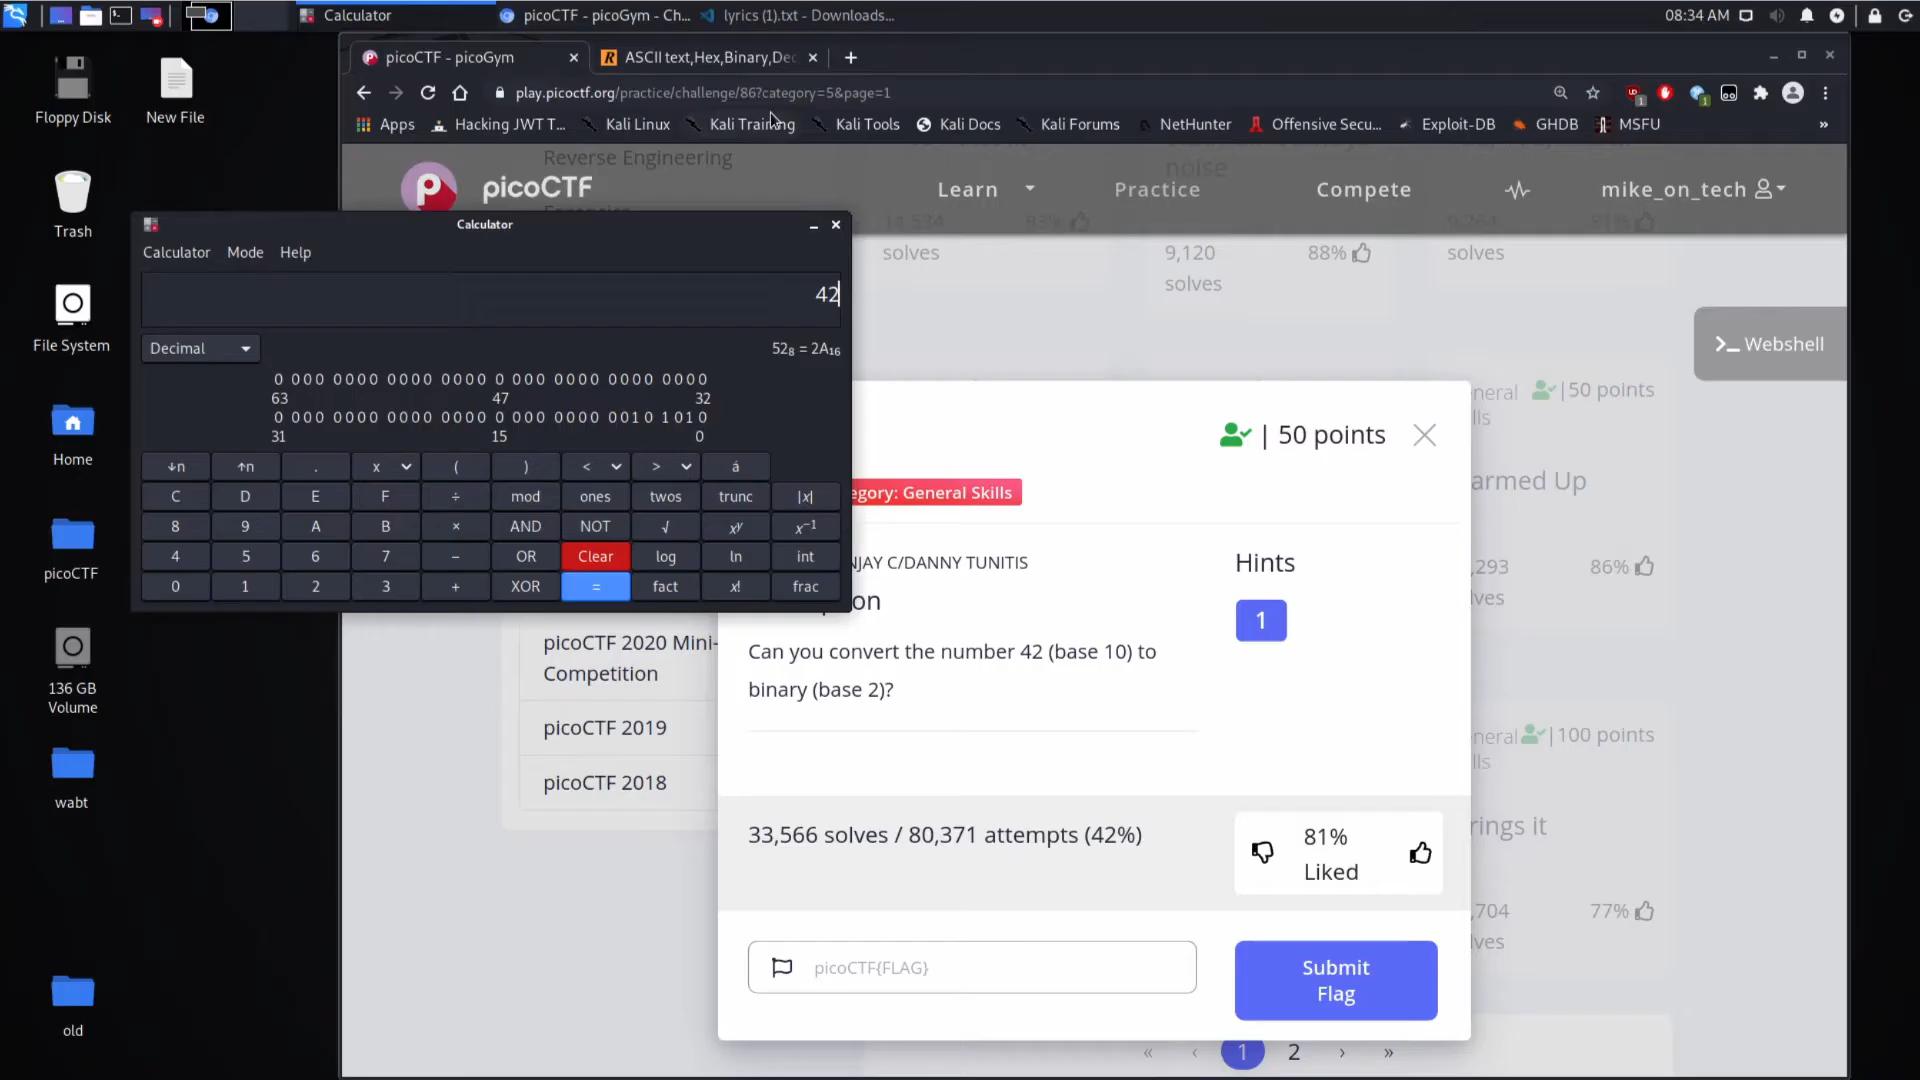 Calculator
picoCTF - picoGym - Ch...
lyrics (1).txt - Downloads...
08:34 AM
picoCTF - picoGym
ASCII text,Hex,Binary,Dec
play.picoctf.org/practice/challenge/86?category=5&page=1
Apps
Hacking JWT T...
Kali Linux
Kali Training
Kali Tools
Kali Docs
Kali Forums
NetHunter
Offensive Secu...
Exploit-DB
GHDB
MSFU
»
Floppy Disk
New File
Trash
File System
Home
picoCTF
136 GB
Volume
wabt
old
Reverse Engineering
noise
picoCTF
Learn
Practice
Compete
mike_on_tech
solves
9,120
solves
88%
solves
>_ Webshell
Calculator
Calculator Mode Help
42
Decimal
52₈ = 2A₁₆
0 000 0000 0000 0000 0 000 0000 0000 0000
63 47 32
0 000 0000 0000 0000 0 000 0000 0010 1010
31 15 0
↓n ↑n . x ( ) < > á
C D E F ÷ mod ones twos trunc |x|
8 9 A B × AND NOT √ xʸ x⁻¹
4 5 6 7 − OR Clear log ln int
0 1 2 3 + XOR = fact x! frac
| 50 points
egory: General Skills
NJAY C/DANNY TUNITIS
on
Hints
1
Can you convert the number 42 (base 10) to
binary (base 2)?
33,566 solves / 80,371 attempts (42%)
81%
Liked
picoCTF{FLAG}
Submit
Flag
picoCTF 2020 Mini-
Competition
picoCTF 2019
picoCTF 2018
neral
lls
|50 points
armed Up
,293
lves
86%
neral
lls
|100 points
rings it
,704
lves
77%
« ‹ 1 2 › »